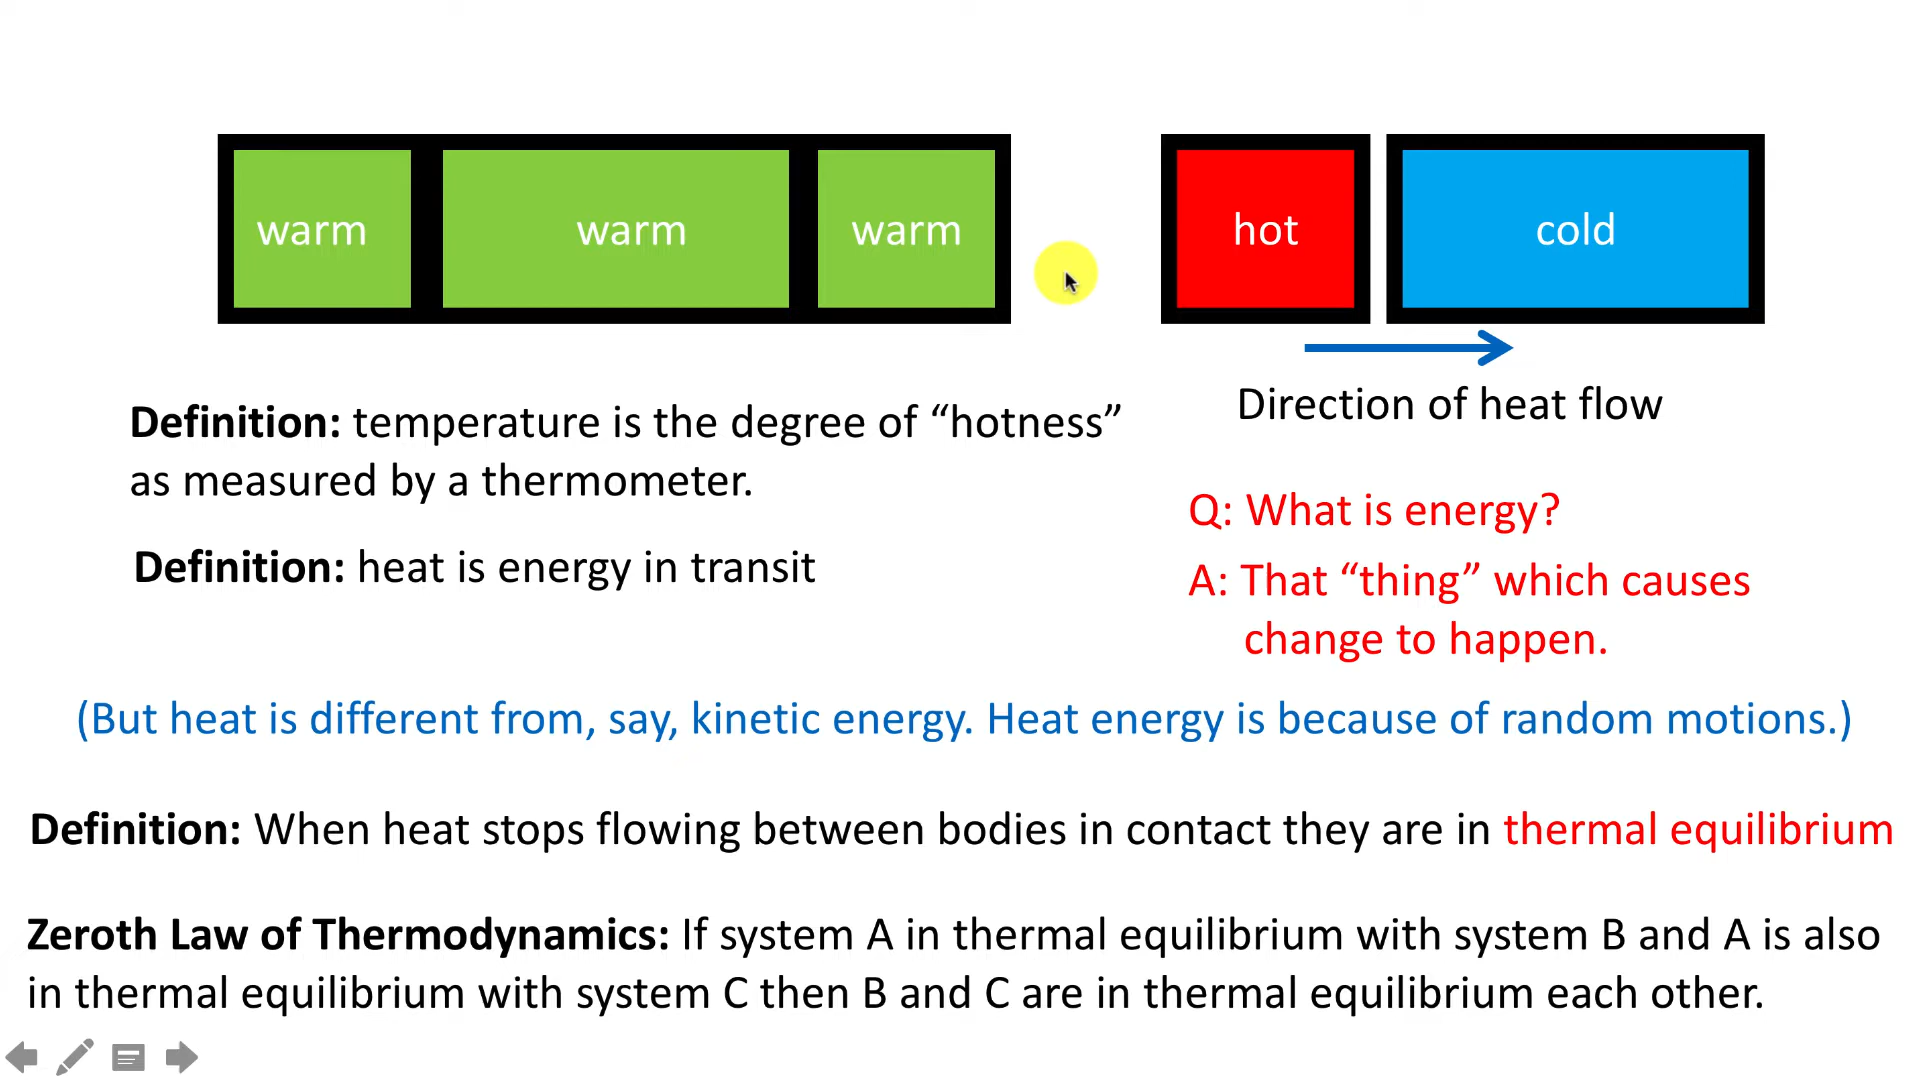 warm warm warm hot cold
Direction of heat flow
Definition: temperature is the degree of “hotness”
as measured by a thermometer.
Definition: heat is energy in transit
Q: What is energy?
A: That “thing” which causes
change to happen.
(But heat is different from, say, kinetic energy. Heat energy is because of random motions.)
Definition: When heat stops flowing between bodies in contact they are in thermal equilibrium
Zeroth Law of Thermodynamics: If system A in thermal equilibrium with system B and A is also
in thermal equilibrium with system C then B and C are in thermal equilibrium each other.